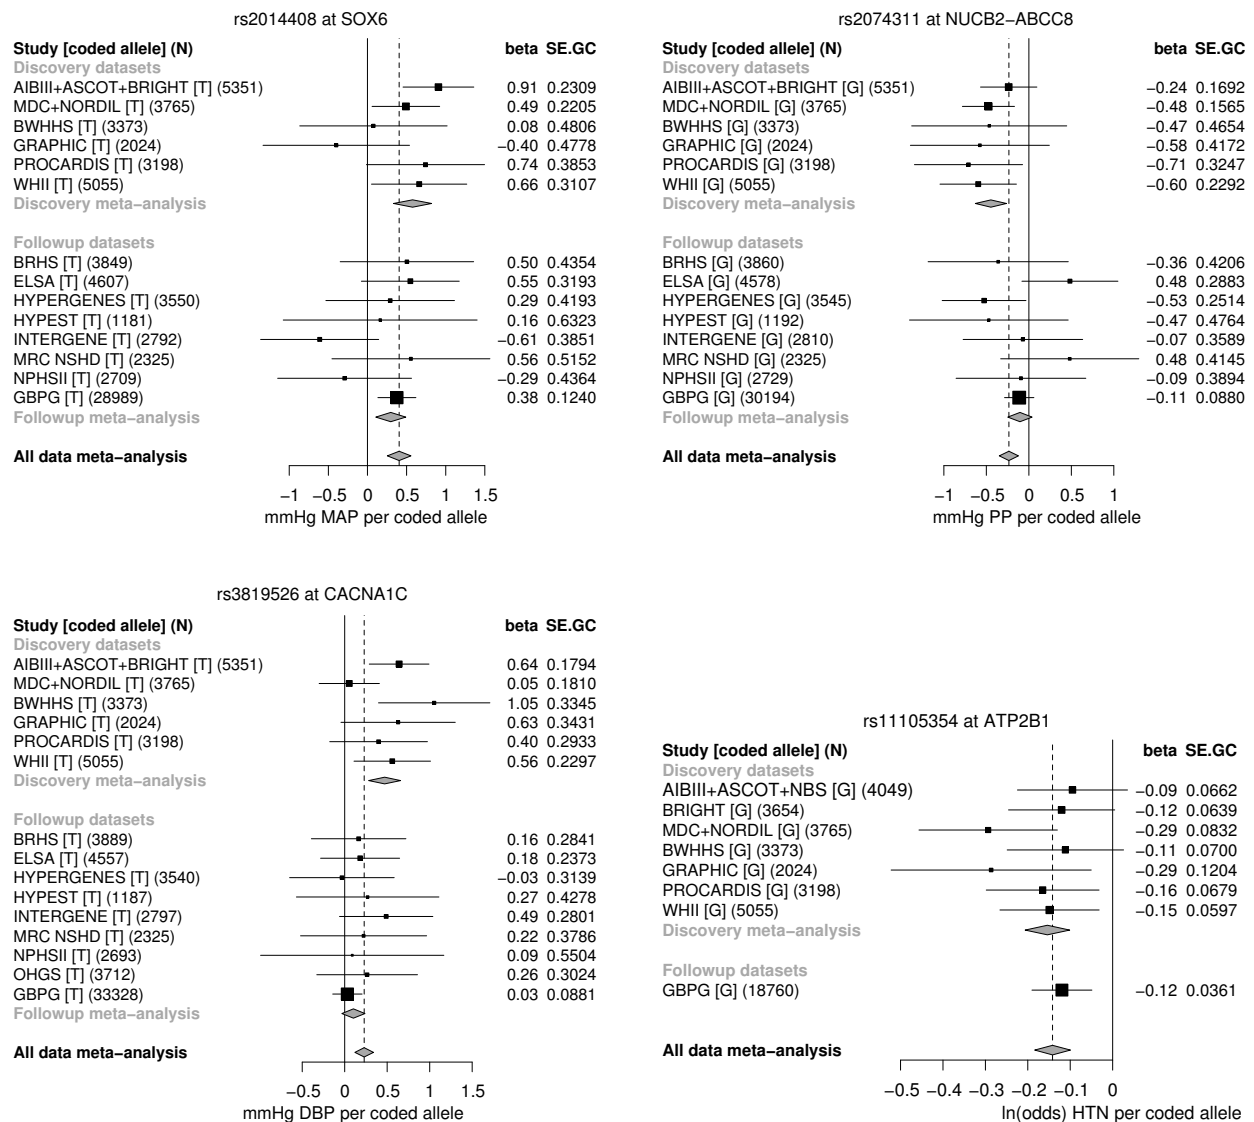 rs2014408 at SOX6
Study [coded allele] (N) beta SE.GC
Discovery datasets
AIBIII+ASCOT+BRIGHT [T] (5351) 0.91 0.2309
MDC+NORDIL [T] (3765) 0.49 0.2205
BWHHS [T] (3373) 0.08 0.4806
GRAPHIC [T] (2024) −0.40 0.4778
PROCARDIS [T] (3198) 0.74 0.3853
WHII [T] (5055) 0.66 0.3107
Discovery meta−analysis
Followup datasets
BRHS [T] (3849) 0.50 0.4354
ELSA [T] (4607) 0.55 0.3193
HYPERGENES [T] (3550) 0.29 0.4193
HYPEST [T] (1181) 0.16 0.6323
INTERGENE [T] (2792) −0.61 0.3851
MRC NSHD [T] (2325) 0.56 0.5152
NPHSII [T] (2709) −0.29 0.4364
GBPG [T] (28989) 0.38 0.1240
Followup meta−analysis
All data meta−analysis
−1 −0.5 0 0.5 1 1.5
mmHg MAP per coded allele
rs2074311 at NUCB2−ABCC8
Study [coded allele] (N) beta SE.GC
Discovery datasets
AIBIII+ASCOT+BRIGHT [G] (5351) −0.24 0.1692
MDC+NORDIL [G] (3765) −0.48 0.1565
BWHHS [G] (3373) −0.47 0.4654
GRAPHIC [G] (2024) −0.58 0.4172
PROCARDIS [G] (3198) −0.71 0.3247
WHII [G] (5055) −0.60 0.2292
Discovery meta−analysis
Followup datasets
BRHS [G] (3860) −0.36 0.4206
ELSA [G] (4578) 0.48 0.2883
HYPERGENES [G] (3545) −0.53 0.2514
HYPEST [G] (1192) −0.47 0.4764
INTERGENE [G] (2810) −0.07 0.3589
MRC NSHD [G] (2325) 0.48 0.4145
NPHSII [G] (2729) −0.09 0.3894
GBPG [G] (30194) −0.11 0.0880
Followup meta−analysis
All data meta−analysis
−1 −0.5 0 0.5 1
mmHg PP per coded allele
rs3819526 at CACNA1C
Study [coded allele] (N) beta SE.GC
Discovery datasets
AIBIII+ASCOT+BRIGHT [T] (5351) 0.64 0.1794
MDC+NORDIL [T] (3765) 0.05 0.1810
BWHHS [T] (3373) 1.05 0.3345
GRAPHIC [T] (2024) 0.63 0.3431
PROCARDIS [T] (3198) 0.40 0.2933
WHII [T] (5055) 0.56 0.2297
Discovery meta−analysis
Followup datasets
BRHS [T] (3889) 0.16 0.2841
ELSA [T] (4557) 0.18 0.2373
HYPERGENES [T] (3540) −0.03 0.3139
HYPEST [T] (1187) 0.27 0.4278
INTERGENE [T] (2797) 0.49 0.2801
MRC NSHD [T] (2325) 0.22 0.3786
NPHSII [T] (2693) 0.09 0.5504
OHGS [T] (3712) 0.26 0.3024
GBPG [T] (33328) 0.03 0.0881
Followup meta−analysis
All data meta−analysis
−0.5 0 0.5 1 1.5
mmHg DBP per coded allele
rs11105354 at ATP2B1
Study [coded allele] (N) beta SE.GC
Discovery datasets
AIBIII+ASCOT+NBS [G] (4049) −0.09 0.0662
BRIGHT [G] (3654) −0.12 0.0639
MDC+NORDIL [G] (3765) −0.29 0.0832
BWHHS [G] (3373) −0.11 0.0700
GRAPHIC [G] (2024) −0.29 0.1204
PROCARDIS [G] (3198) −0.16 0.0679
WHII [G] (5055) −0.15 0.0597
Discovery meta−analysis
Followup datasets
GBPG [G] (18760) −0.12 0.0361
All data meta−analysis
−0.5 −0.4 −0.3 −0.2 −0.1 0
ln(odds) HTN per coded allele